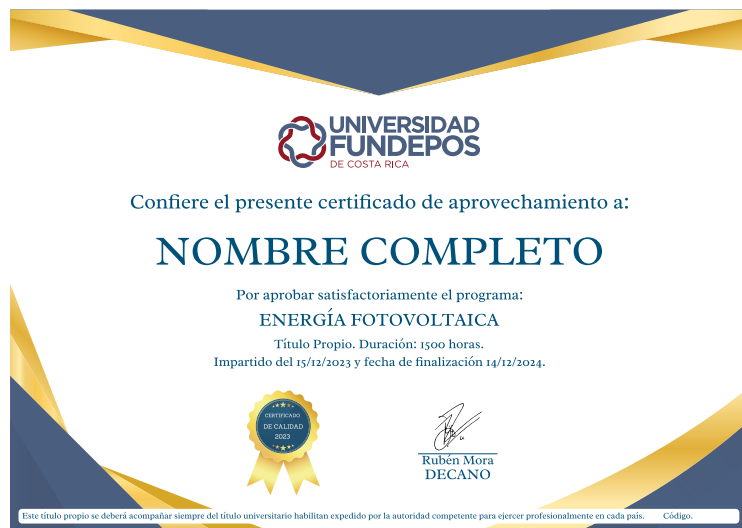 UNIVERSIDAD
FUNDEPOS
DE COSTA RICA
Confiere el presente certificado de aprovechamiento a:
NOMBRE COMPLETO
Por aprobar satisfactoriamente el programa:
ENERGÍA FOTOVOLTAICA
Título Propio. Duración: 1500 horas.
Impartido del 15/12/2023 y fecha de finalización 14/12/2024.
CERTIFICADO
DE CALIDAD
2023
Rubén Mora
DECANO
Este título propio se deberá acompañar siempre del título universitario habilitan expedido por la autoridad competente para ejercer profesionalmente en cada país. Código.